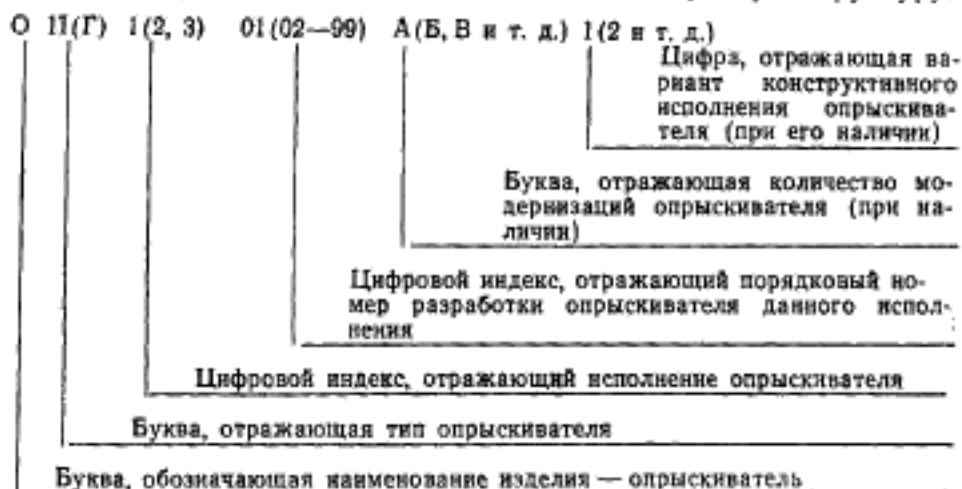 О П(Г) 1(2, 3) 01(02—99) А(Б, В и т. д.) 1(2 и т. д.)
Цифра, отражающая ва-
риант конструктивного
исполнения опрыскива-
теля (при его наличии)
Буква, отражающая количество мо-
дернизаций опрыскивателя (при на-
личии)
Цифровой индекс, отражающий порядковый но-
мер разработки опрыскивателя данного испол-
нения
Цифровой индекс, отражающий исполнение опрыскивателя
Буква, отражающая тип опрыскивателя
Буква, обозначающая наименование изделия — опрыскиватель